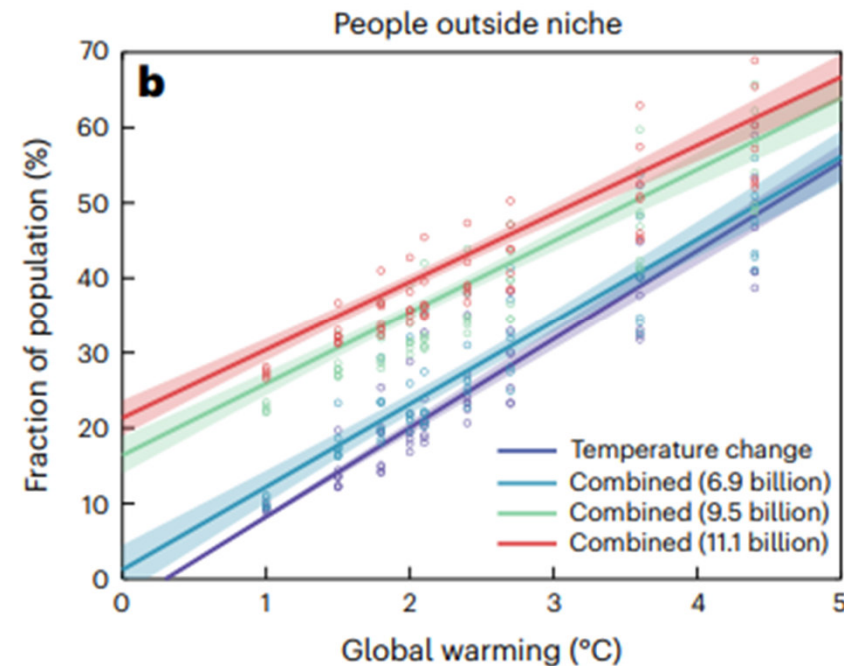 People outside niche
b
Fraction of population (%)
70
60
50
40
30
20
10
0
Temperature change
Combined (6.9 billion)
Combined (9.5 billion)
Combined (11.1 billion)
0 1 2 3 4 5
Global warming (°C)